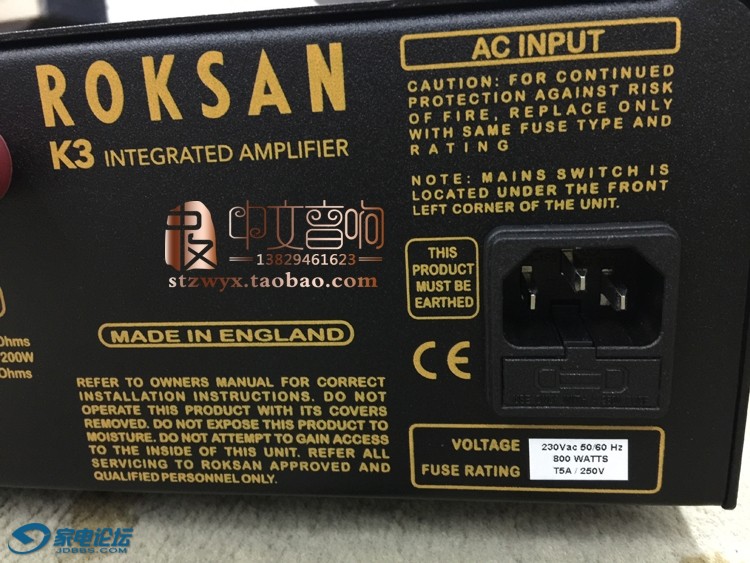 ROKSAN
K3 INTEGRATED AMPLIFIER
AC INPUT
CAUTION: FOR CONTINUED
PROTECTION AGAINST RISK
OF FIRE, REPLACE ONLY
WITH SAME FUSE TYPE AND
RATING
NOTE: MAINS SWITCH IS
LOCATED UNDER THE FRONT
LEFT CORNER OF THE UNIT.
中文音响
13829461623
stzwyx.taobao.com
THIS
PRODUCT
MUST BE
EARTHED
MADE IN ENGLAND
Ohms
/200W
Ohms
CE
REFER TO OWNERS MANUAL FOR CORRECT
INSTALLATION INSTRUCTIONS. DO NOT
OPERATE THIS PRODUCT WITH ITS COVERS
REMOVED. DO NOT EXPOSE THIS PRODUCT TO
MOISTURE. DO NOT ATTEMPT TO GAIN ACCESS
TO THE INSIDE OF THIS UNIT. REFER ALL
SERVICING TO ROKSAN APPROVED AND
QUALIFIED PERSONNEL ONLY.
VOLTAGE 230Vac 50/60 Hz
800 WATTS
FUSE RATING T5A / 250V
家电论坛
JDBBS.COM